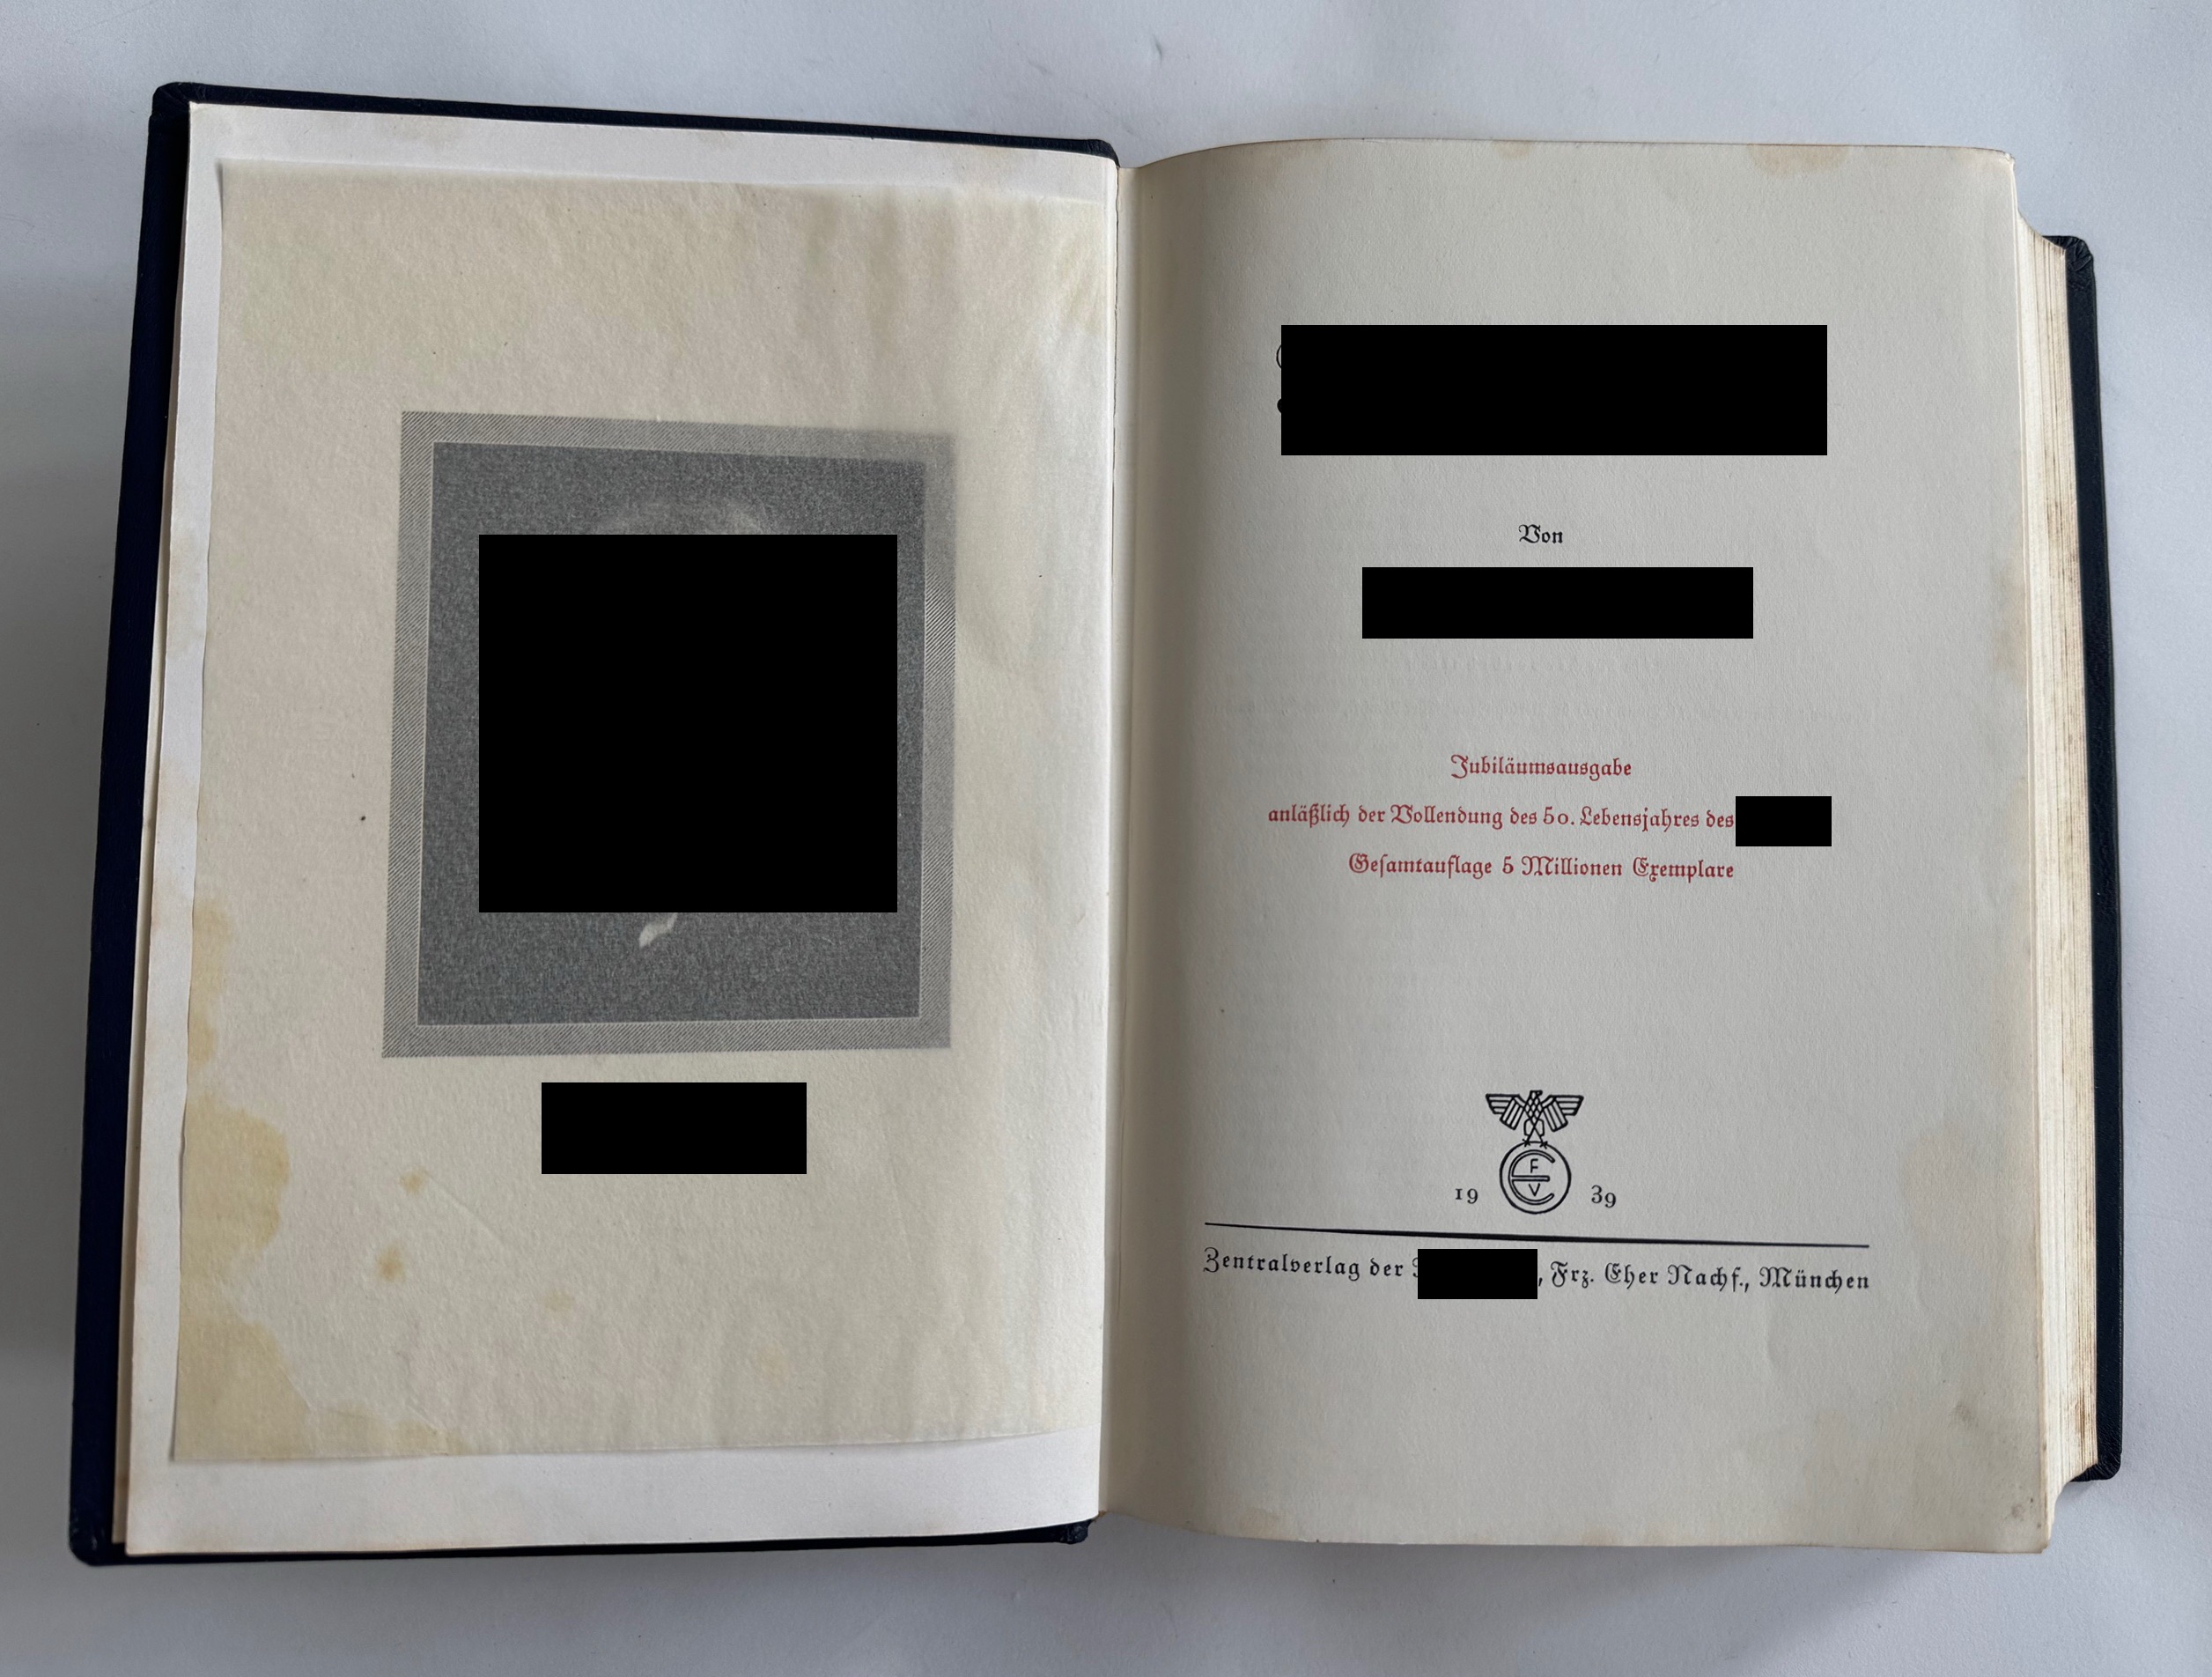 Von
Jubiläumsausgabe
anläßlich der Vollendung des 50. Lebensjahres des
Gesamtauflage 5 Millionen Exemplare
F
E
V
19 39
Zentralverlag der , Frz. Eher Nachf., München